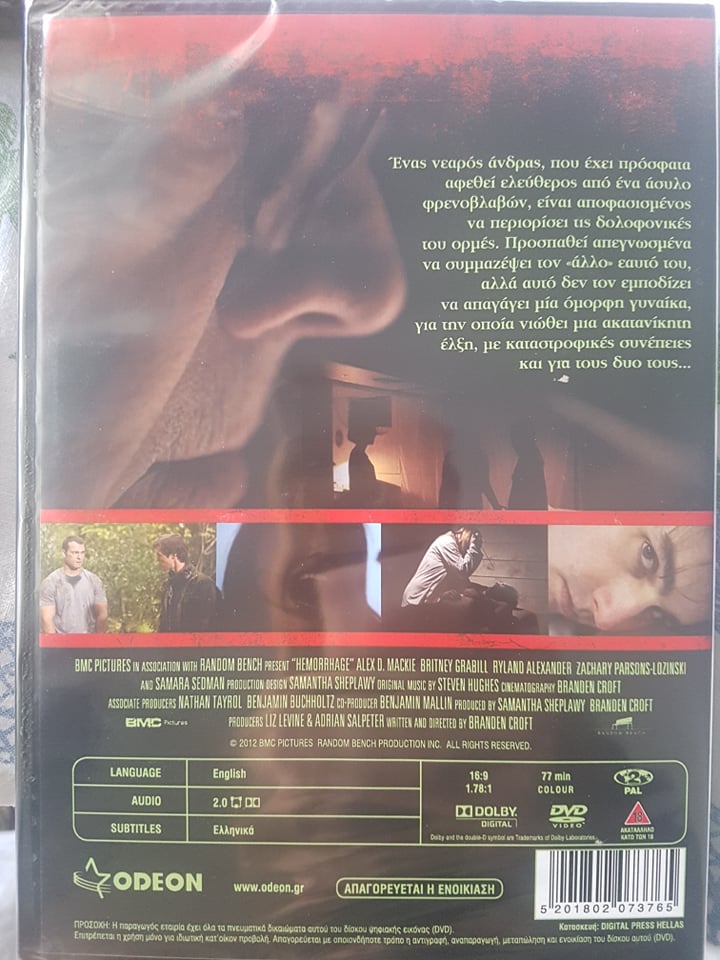 Ένας νεαρός άνδρας, που έχει πρόσφατα
αφεθεί ελεύθερος από ένα άσυλο
φρενοβλαβών, είναι αποφασισμένος
να περιορίσει τις δολοφονικές
του ορμές. Προσπαθεί απεγνωσμένα
να συμμαζέψει τον «άλλο» εαυτό του,
αλλά αυτό δεν τον εμποδίζει
να απαγάγει μία όμορφη γυναίκα,
για την οποία νιώθει μια ακατανίκητη
έλξη, με καταστροφικές συνέπειες
και για τους δυο τους...
BMC PICTURES IN ASSOCIATION WITH RANDOM BENCH PRESENT "HEMORRHAGE" ALEX D. MACKIE BRITNEY GRABILL RYLAND ALEXANDER ZACHARY PARSONS-LOZINSKI
AND SAMARA SEDMAN PRODUCTION DESIGN SAMANTHA SHEPLAWY ORIGINAL MUSIC BY STEVEN HUGHES CINEMATOGRAPHY BRANDEN CROFT
ASSOCIATE PRODUCERS NATHAN TAYROL BENJAMIN BUCHHOLTZ CO-PRODUCER BENJAMIN MALLIN PRODUCED BY SAMANTHA SHEPLAWY BRANDEN CROFT
BMC Pictures PRODUCERS LIZ LEVINE & ADRIAN SALPETER WRITTEN AND DIRECTED BY BRANDEN CROFT RANDOM BENCH
© 2012 BMC PICTURES RANDOM BENCH PRODUCTION INC. ALL RIGHTS RESERVED.
LANGUAGE English
AUDIO 2.0
SUBTITLES Ελληνικά
16:9 77 min 2
1.78:1 COLOUR PAL
DOLBY DVD 18
DIGITAL VIDEO ΑΚΑΤΑΛΛΗΛΟ
ΚΑΤΩ ΤΩΝ 18
Dolby and the double-D symbol are Trademarks of Dolby Laboratories.
ODEON www.odeon.gr ΑΠΑΓΟΡΕΥΕΤΑΙ Η ΕΝΟΙΚΙΑΣΗ
5 201802 073765
Κατασκευή: DIGITAL PRESS HELLAS
ΠΡΟΣΟΧΗ: Η παραγωγός εταιρία έχει όλα τα πνευματικά δικαιώματα αυτού του δίσκου ψηφιακής εικόνας (DVD).
Επιτρέπεται η χρήση μόνο για ιδιωτική κατ'οίκον προβολή. Απαγορεύεται με οποιονδήποτε τρόπο η αντιγραφή, αναπαραγωγή, μεταπώληση και ενοικίαση του δίσκου αυτού (DVD).